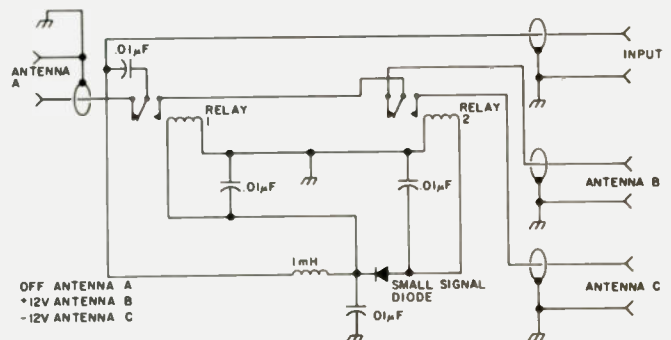 .01µF
INPUT
ANTENNA
A
RELAY
1
RELAY
2
.01µF
.01µF
ANTENNA B
1mH
SMALL SIGNAL
DIODE
OFF ANTENNA A
+12V ANTENNA B
-12V ANTENNA C
.01µF
ANTENNA C